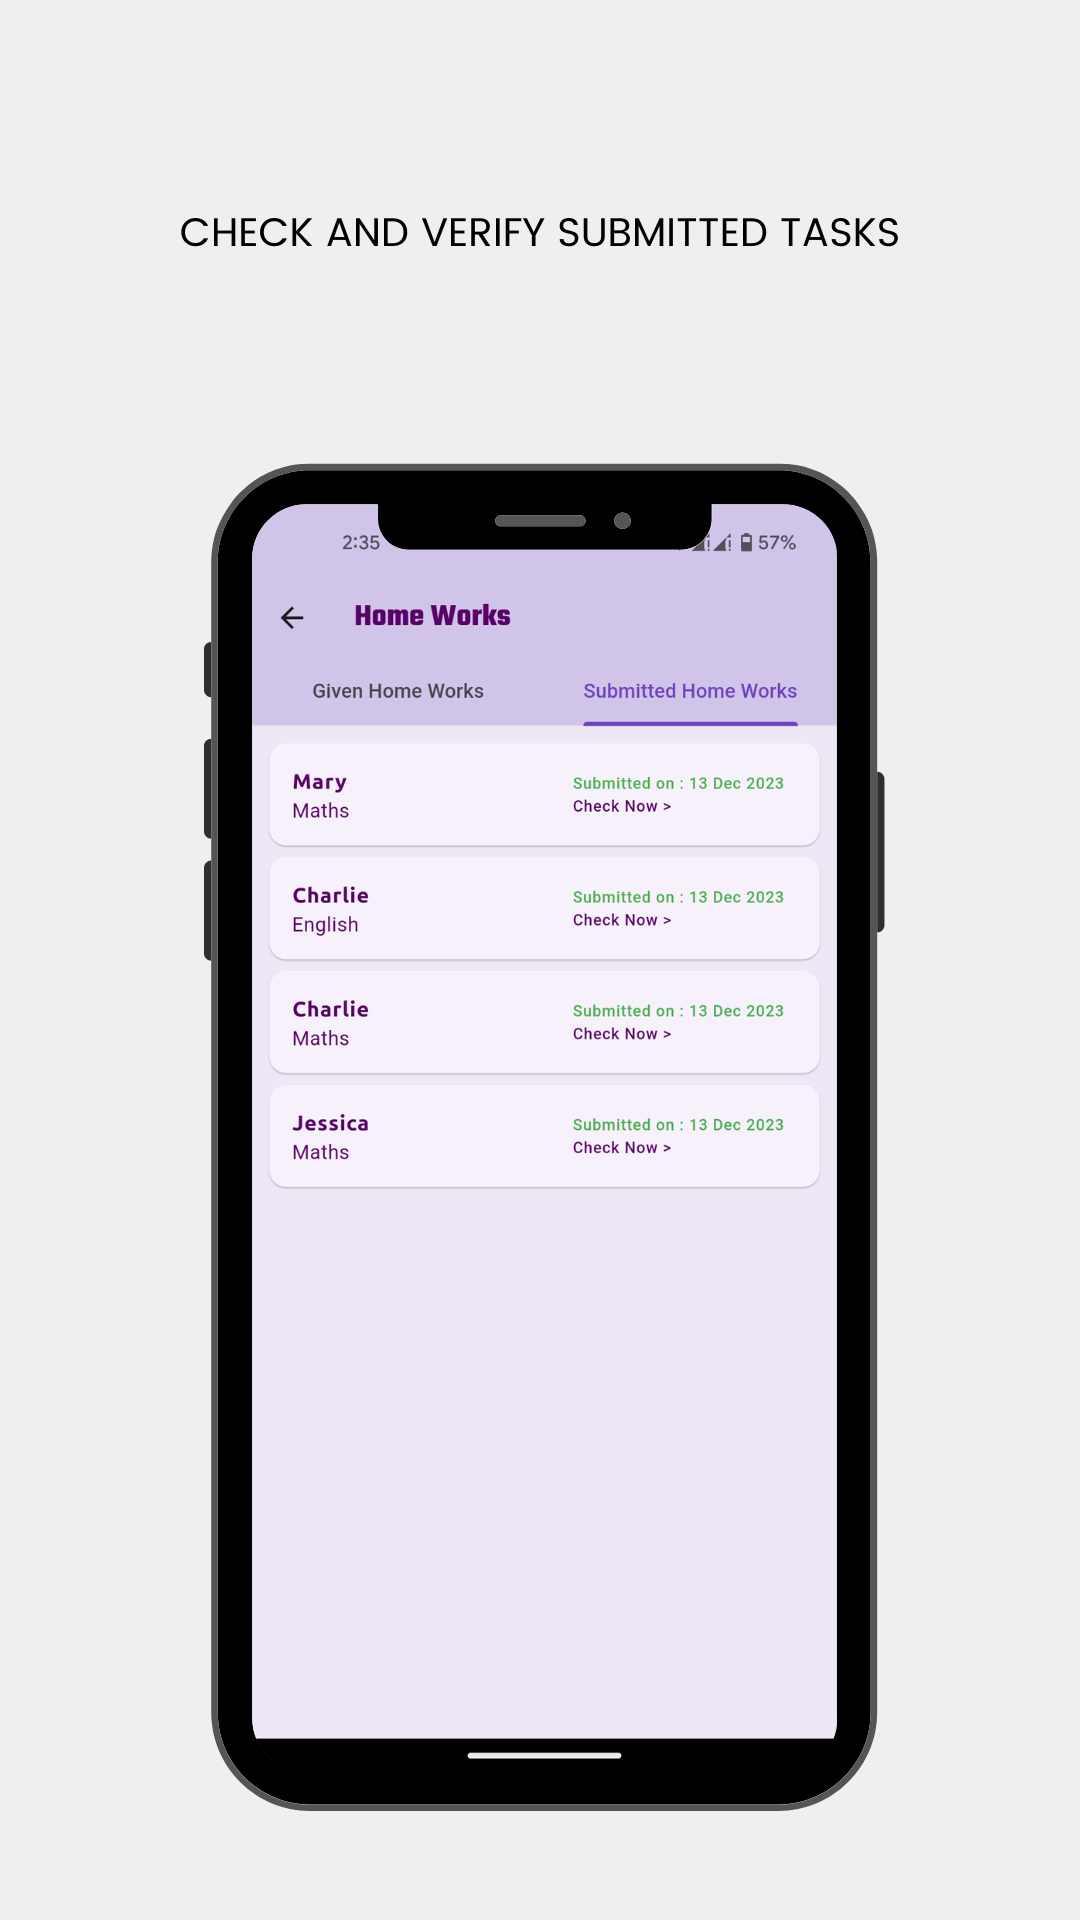 CHECK AND VERIFY SUBMITTED TASKS
2:35 57%
Home Works
Given Home Works Submitted Home Works
Mary Submitted on : 13 Dec 2023
Maths Check Now >
Charlie Submitted on : 13 Dec 2023
English Check Now >
Charlie Submitted on : 13 Dec 2023
Maths Check Now >
Jessica Submitted on : 13 Dec 2023
Maths Check Now >